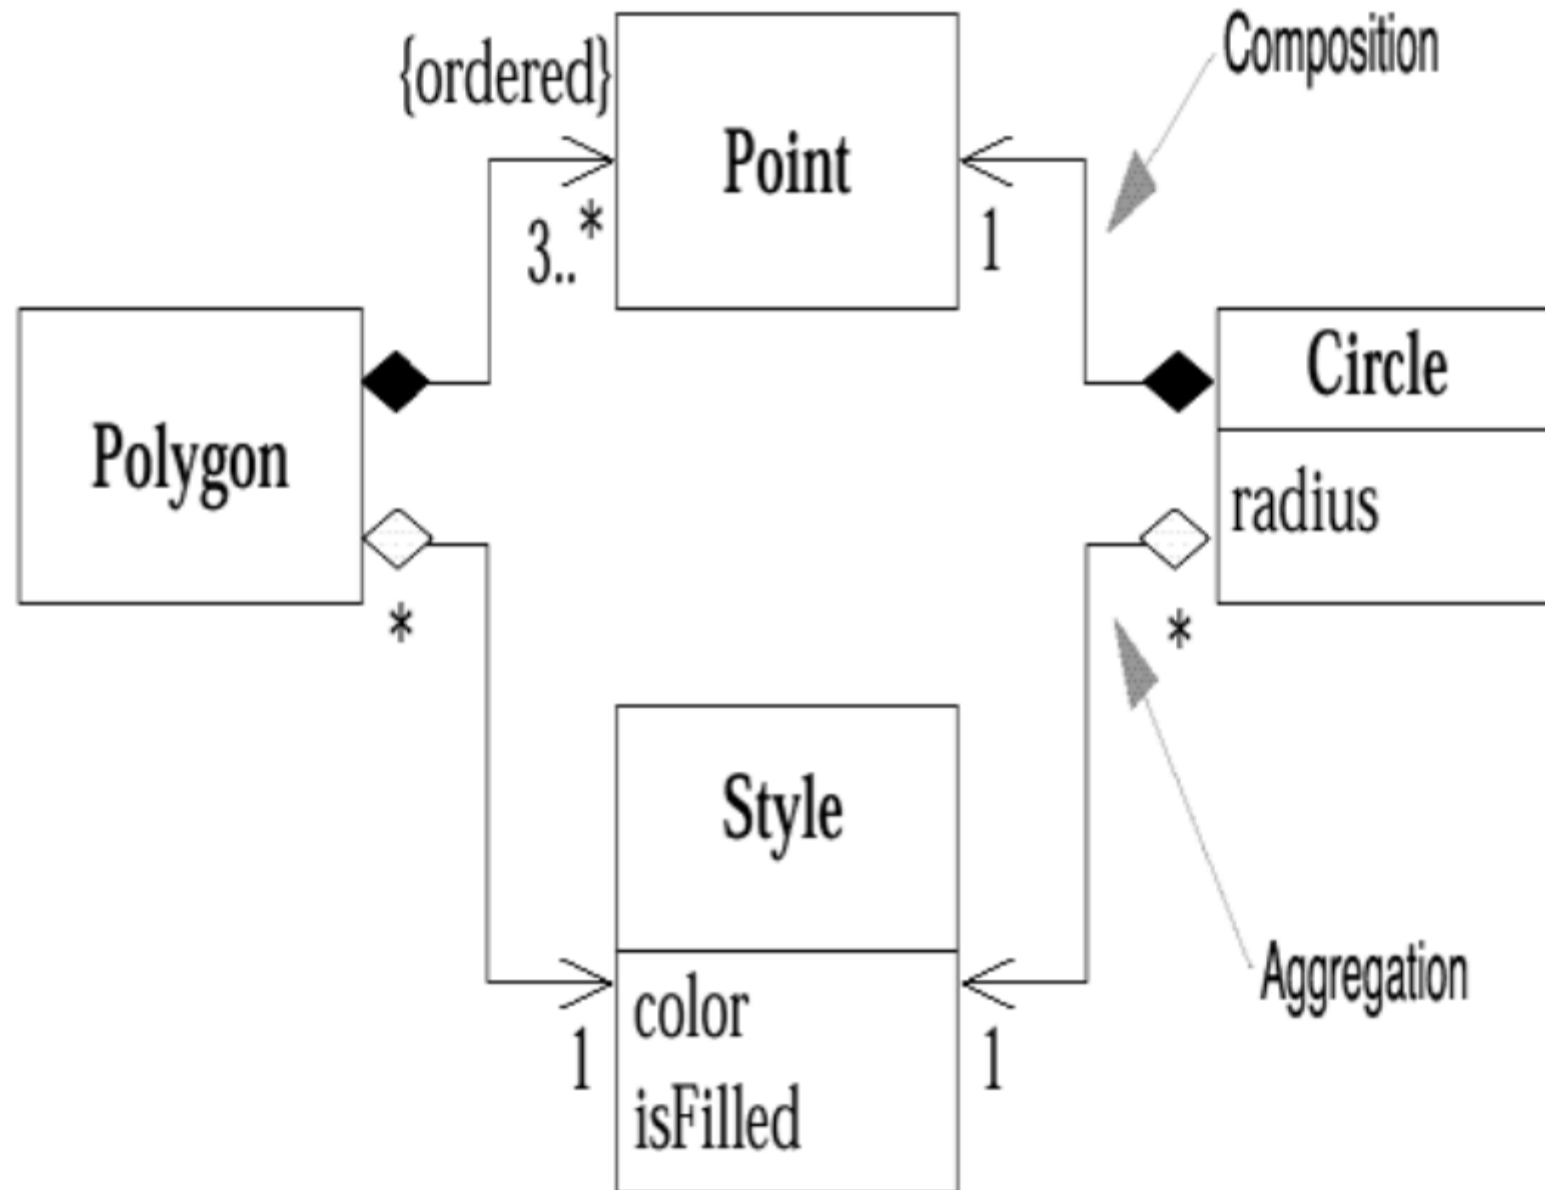 {ordered}
Point
Composition
3..*
1
Polygon
Circle
radius
*
*
Style
color
isFilled
1
1
Aggregation